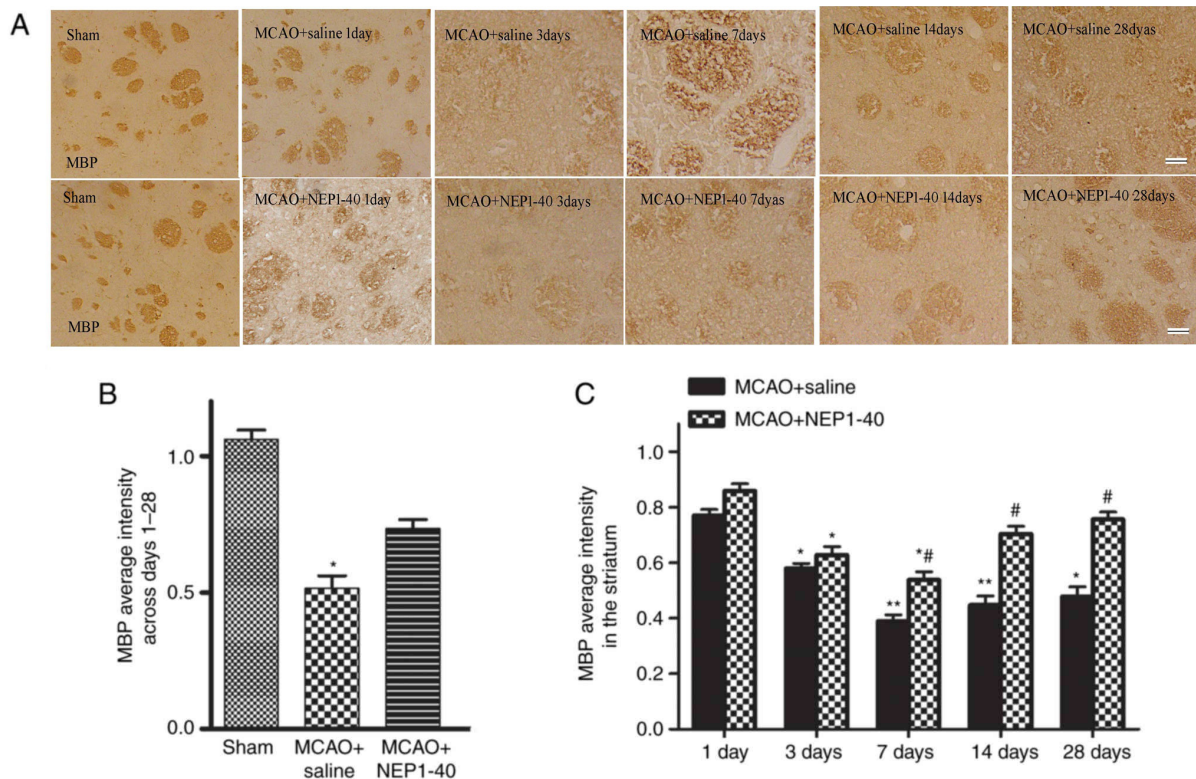 A
Sham
MCAO+saline 1day
MCAO+saline 3days
MCAO+saline 7days
MCAO+saline 14days
MCAO+saline 28dyas
MBP
Sham
MCAO+NEP1-40 1day
MCAO+NEP1-40 3days
MCAO+NEP1-40 7dyas
MCAO+NEP1-40 14days
MCAO+NEP1-40 28days
MBP
B
MBP average intensity
across days 1–28
1.0
0.5
0.0
*
Sham
MCAO+
saline
MCAO+
NEP1-40
C
MCAO+saline
MCAO+NEP1-40
MBP average intensity
in the striatum
1.0
0.8
0.6
0.4
0.2
0.0
* * ** *# ** # * #
1 day 3 days 7 days 14 days 28 days